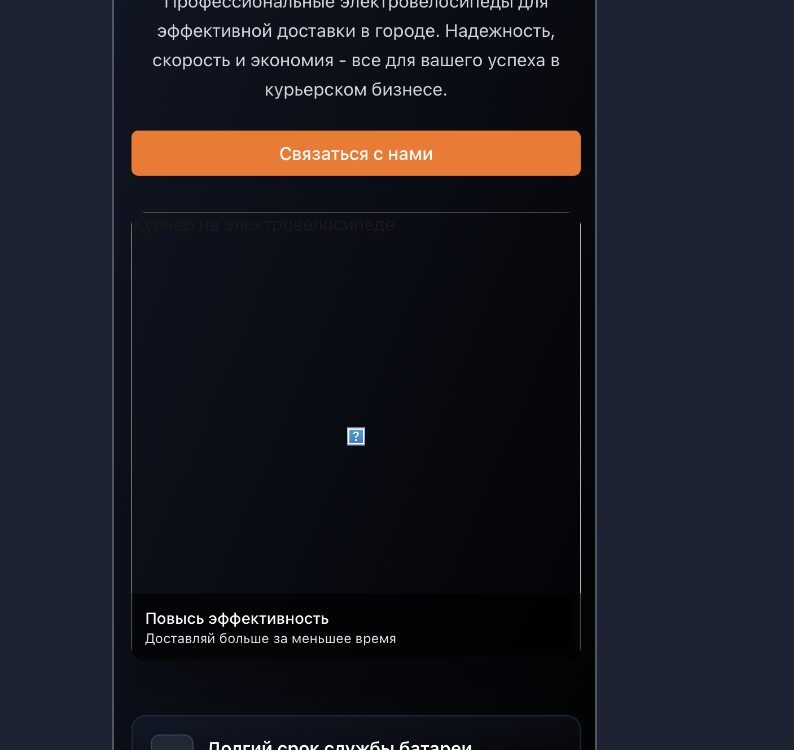 Профессиональные электровелосипеды для
эффективной доставки в городе. Надежность,
скорость и экономия - все для вашего успеха в
курьерском бизнесе.
Связаться с нами
Курьер на электровелосипеде
?
Повысь эффективность
Доставляй больше за меньшее время
Долгий срок службы батареи